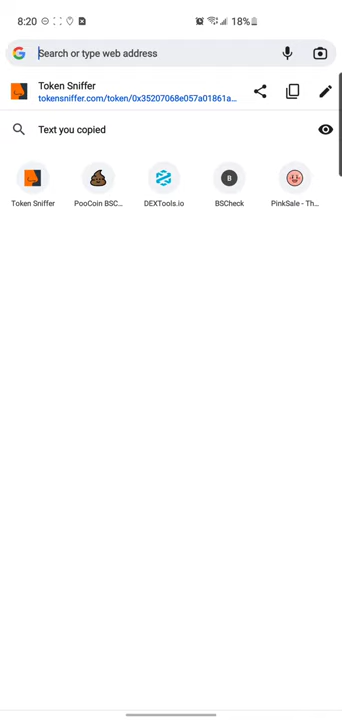 8:20
18%
Search or type web address
Token Sniffer
tokensniffer.com/token/0x35207068e057a01861a...
Text you copied
Token Sniffer
PooCoin BSC...
DEXTools.io
B
BSCheck
PinkSale - Th...